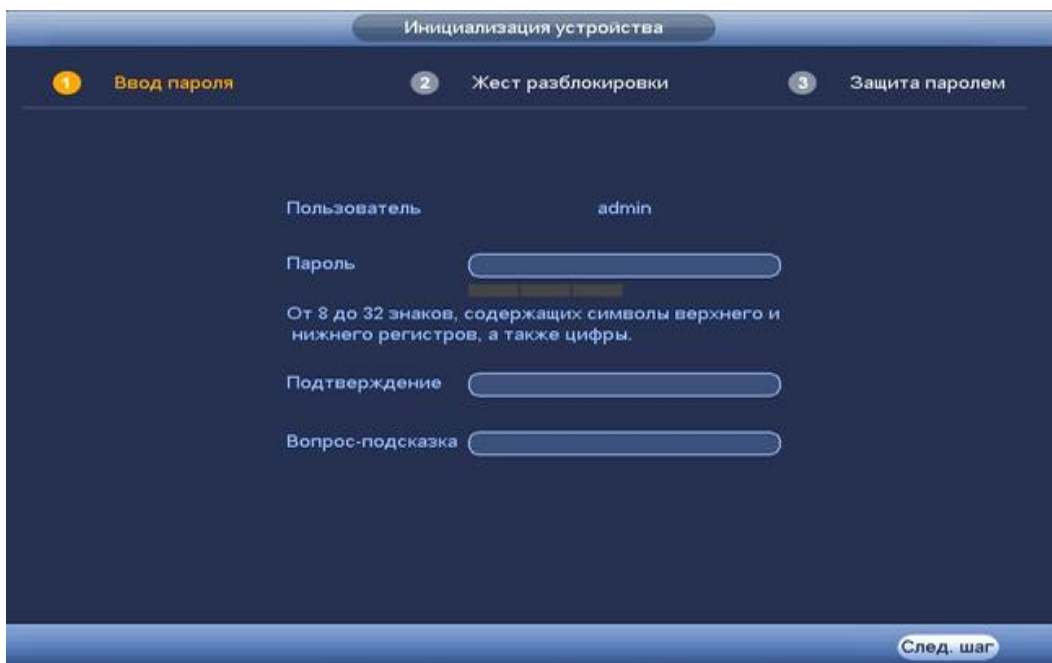 Инициализация устройства
1 Ввод пароля 2 Жест разблокировки 3 Защита паролем
Пользователь admin
Пароль
От 8 до 32 знаков, содержащих символы верхнего и
нижнего регистров, а также цифры.
Подтверждение
Вопрос-подсказка
След. шаг